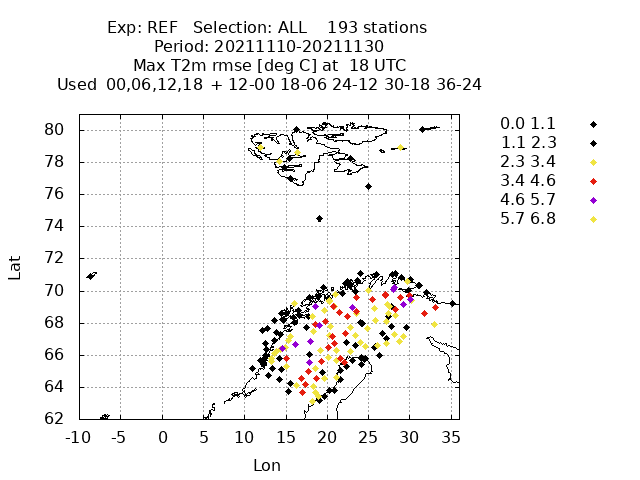 Exp: REF Selection: ALL 193 stations
Period: 20211110-20211130
Max T2m rmse [deg C] at 18 UTC
Used 00,06,12,18 + 12-00 18-06 24-12 30-18 36-24
0.0 1.1
1.1 2.3
2.3 3.4
3.4 4.6
4.6 5.7
5.7 6.8
80
78
76
74
72
70
68
66
64
62
Lat
-10 -5 0 5 10 15 20 25 30 35
Lon